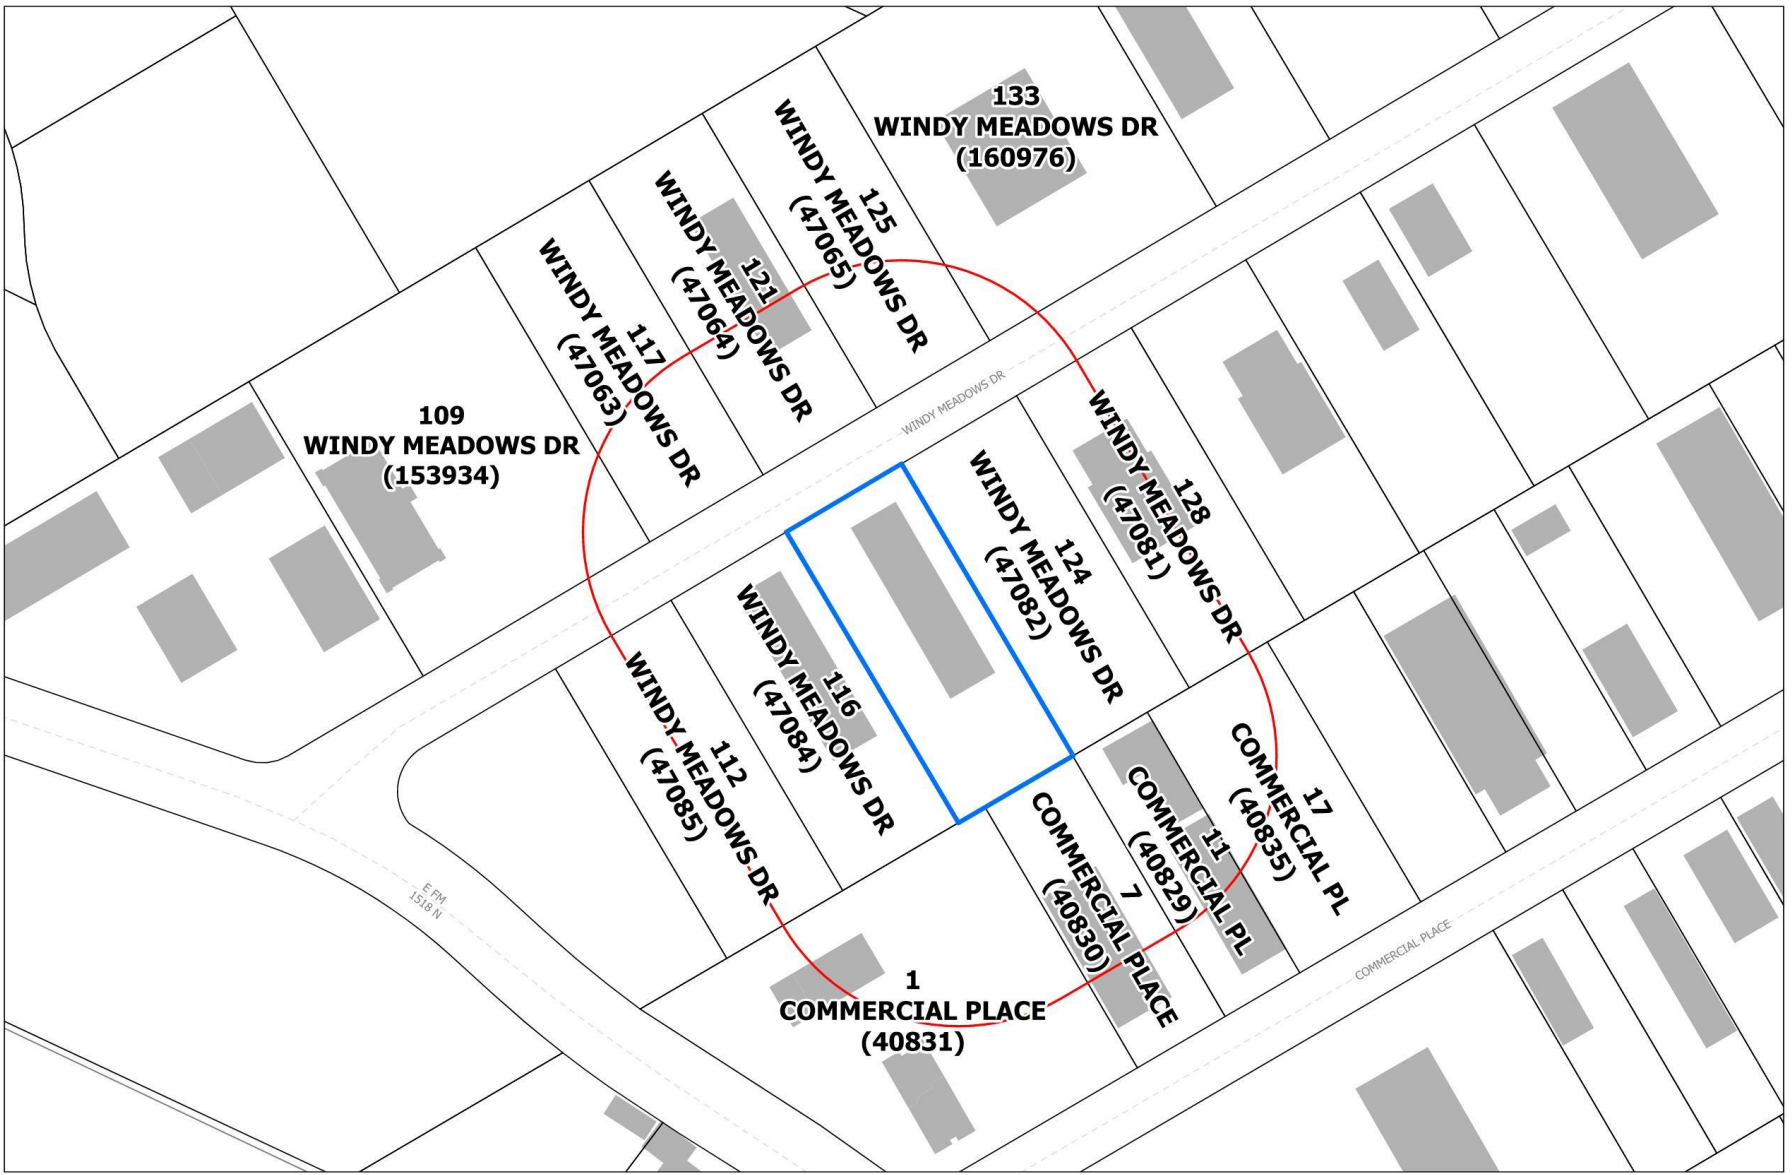 133
WINDY MEADOWS DR
(160976)
125
WINDY MEADOWS DR
(47065)
121
WINDY MEADOWS DR
(47064)
117
WINDY MEADOWS DR
(47063)
109
WINDY MEADOWS DR
(153934)
WINDY MEADOWS DR
128
WINDY MEADOWS DR
(47081)
124
WINDY MEADOWS DR
(47082)
116
WINDY MEADOWS DR
(47084)
112
WINDY MEADOWS DR
(47085)
17
COMMERCIAL PL
(40835)
11
COMMERCIAL PL
(40829)
7
COMMERCIAL PLACE
(40830)
1
COMMERCIAL PLACE
(40831)
E FM
1518 N
COMMERCIAL PLACE